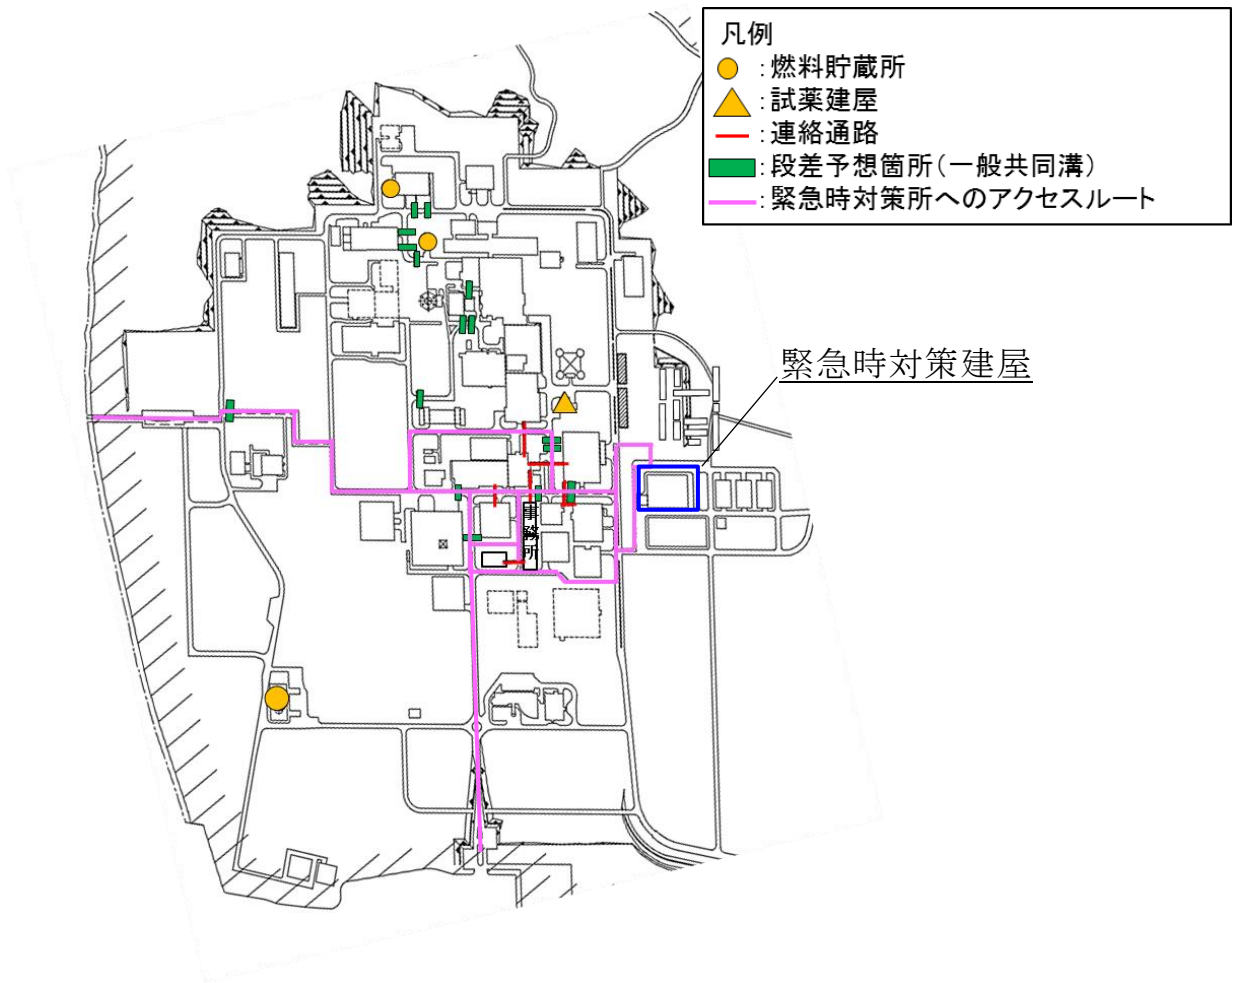 凡例
:燃料貯蔵所
:試薬建屋
:連絡通路
:段差予想箇所(一般共同溝)
:緊急時対策所へのアクセスルート
緊急時対策建屋
事務所